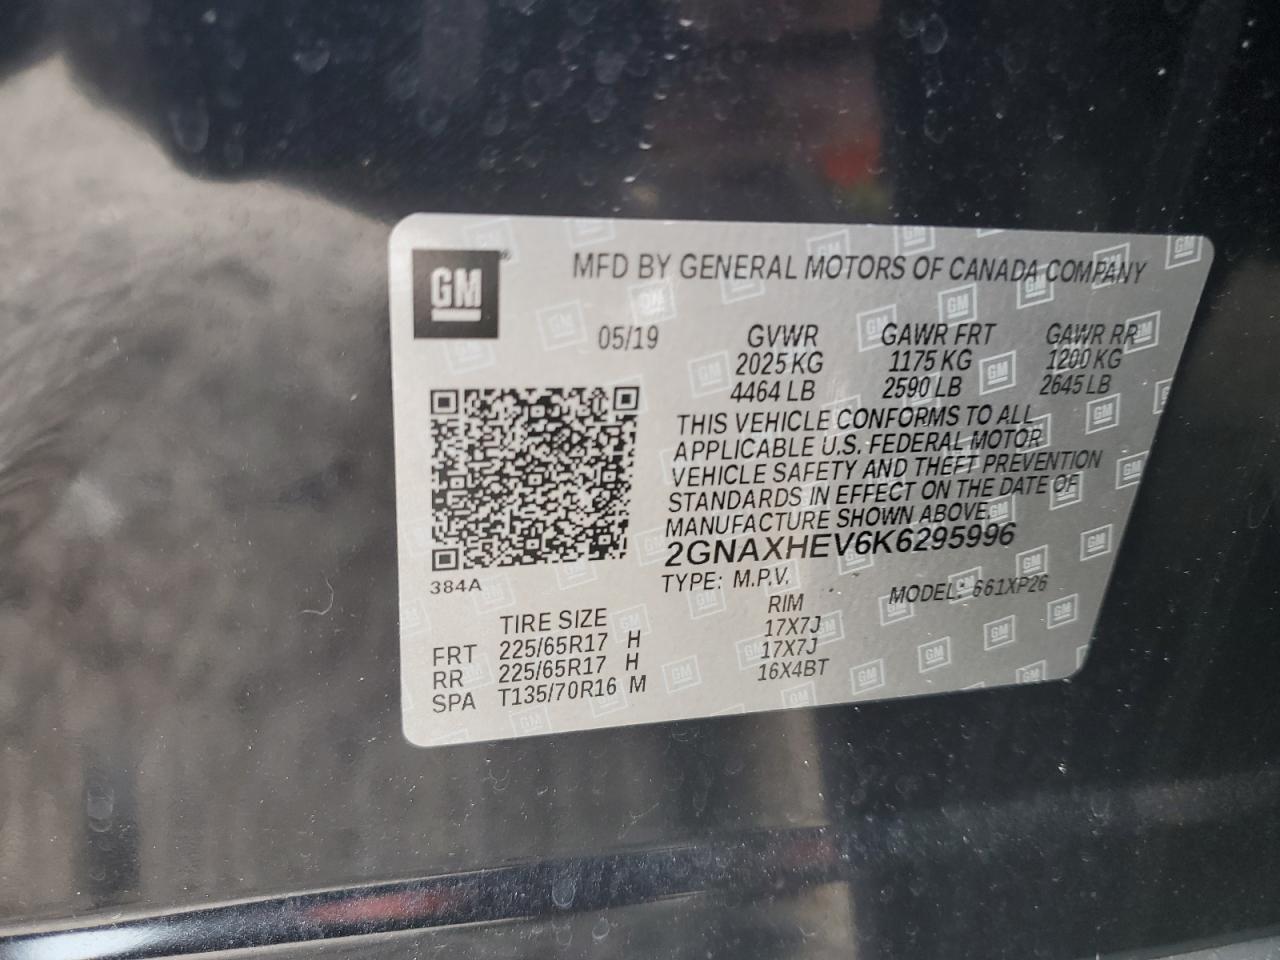 GM
MFD BY GENERAL MOTORS OF CANADA COMPANY
05/19 GVWR GAWR FRT GAWR RR
2025 KG 1175 KG 1200 KG
4464 LB 2590 LB 2645 LB
THIS VEHICLE CONFORMS TO ALL
APPLICABLE U.S. FEDERAL MOTOR
VEHICLE SAFETY AND THEFT PREVENTION
STANDARDS IN EFFECT ON THE DATE OF
MANUFACTURE SHOWN ABOVE.
2GNAXHEV6K6295996
384A
TYPE: M.P.V. MODEL: 661XP26
TIRE SIZE RIM
FRT 225/65R17 H 17X7J
RR 225/65R17 H 17X7J
SPA T135/70R16 M 16X4BT